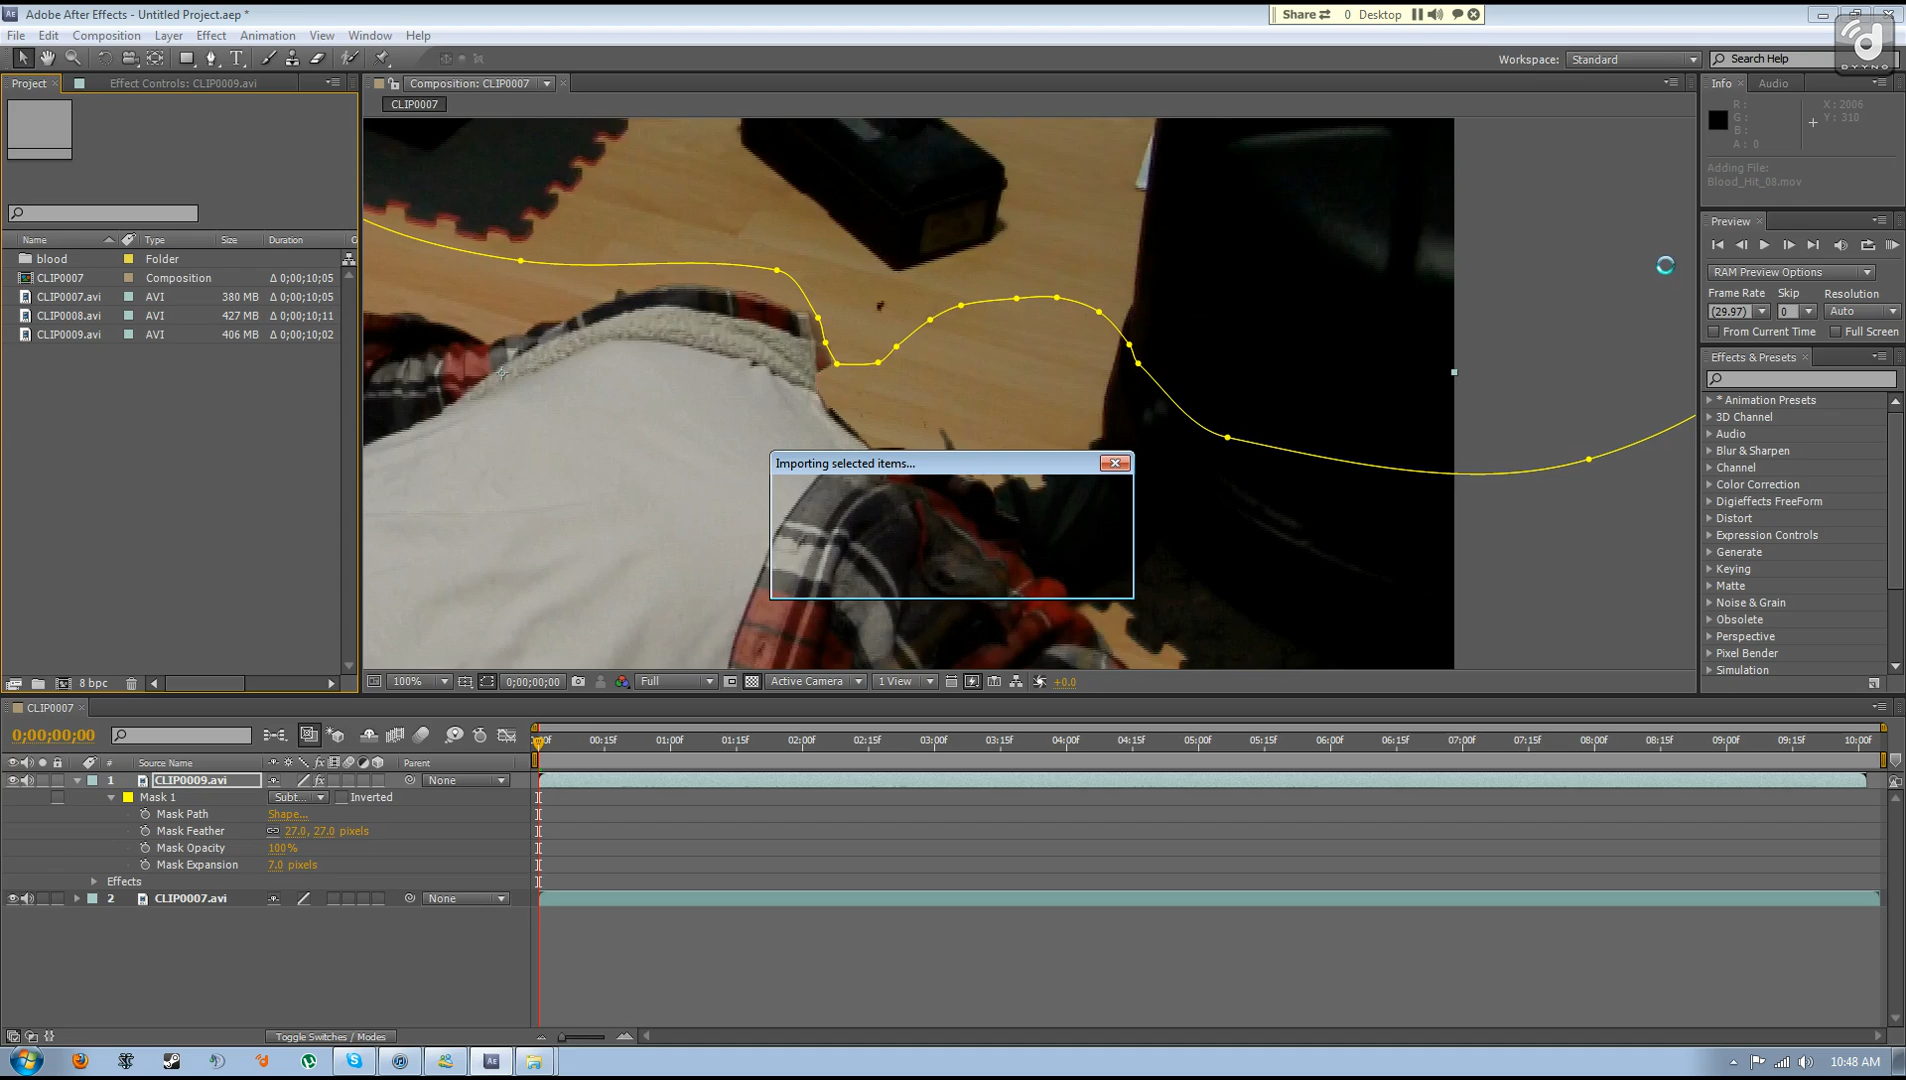 Adobe After Effects - Untitled Project.aep *
Share 0 Desktop
File Edit Composition Layer Effect Animation View Window Help
Workspace: Standard Search Help
DYYNO
Project Effect Controls: CLIP0009.avi
Composition: CLIP0007
CLIP0007
Info Audio
R : X : 2006
G : Y : 310
B :
A : 0
Adding File:
Blood_Hit_08.mov
Preview
RAM Preview Options
Frame Rate Skip Resolution
(29.97) 0 Auto
From Current Time Full Screen
Effects & Presets
* Animation Presets
3D Channel
Audio
Blur & Sharpen
Channel
Color Correction
Digieffects FreeForm
Distort
Expression Controls
Generate
Keying
Matte
Noise & Grain
Obsolete
Perspective
Pixel Bender
Simulation
Name Type Size Duration C
blood Folder
CLIP0007 Composition Δ 0;00;10;05
CLIP0007.avi AVI 380 MB Δ 0;00;10;05
CLIP0008.avi AVI 427 MB Δ 0;00;10;11
CLIP0009.avi AVI 406 MB Δ 0;00;10;02
Importing selected items...
8 bpc
100% 0;00;00;00 Full Active Camera 1 View +0.0
CLIP0007
0;00;00;00
00:15f 01:00f 01:15f 02:00f 02:15f 03:00f 03:15f 04:00f 04:15f 05:00f 05:15f 06:00f 06:15f 07:00f 07:15f 08:00f 08:15f 09:00f 09:15f 10:00f
# Source Name fx Parent
1 CLIP0009.avi fx None
Mask 1 Subt... Inverted
Mask Path Shape...
Mask Feather 27.0, 27.0 pixels
Mask Opacity 100%
Mask Expansion 7.0 pixels
Effects
2 CLIP0007.avi None
Toggle Switches / Modes
Ae
10:48 AM